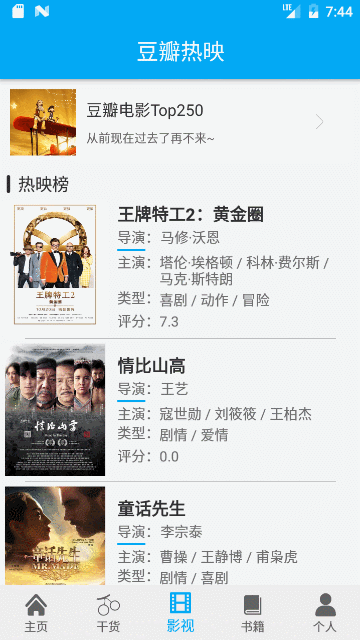 LTE 7:44
豆瓣热映
豆瓣电影Top250
从前现在过去了再不来~
热映榜
王牌特工2：黄金圈
导演： 马修·沃恩
主演： 塔伦·埃格顿 / 科林·费尔斯 /
马克·斯特朗
类型： 喜剧 / 动作 / 冒险
评分： 7.3
王牌特工2
情比山高
导演： 王艺
主演： 寇世勋 / 刘筱筱 / 王柏杰
类型： 剧情 / 爱情
评分： 0.0
情比山高
童话先生
导演： 李宗泰
主演： 曹操 / 王静博 / 甫枭虎
类型： 剧情 / 喜剧
童话先生
主页
干货
影视
书籍
个人